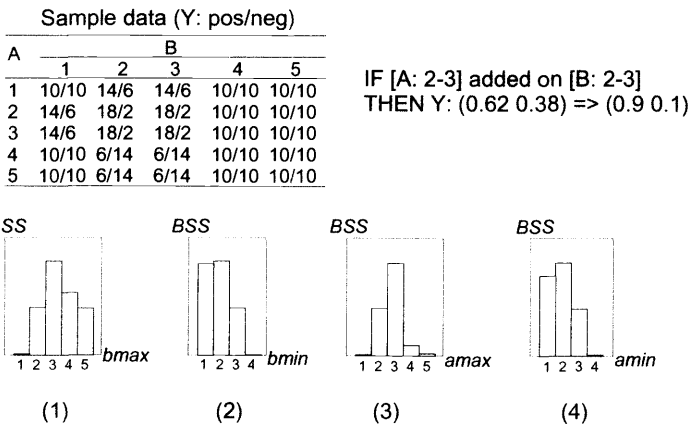 Sample data (Y: pos/neg)
A B
1 2 3 4 5
1 10/10 14/6 14/6 10/10 10/10
2 14/6 18/2 18/2 10/10 10/10
3 14/6 18/2 18/2 10/10 10/10
4 10/10 6/14 6/14 10/10 10/10
5 10/10 6/14 6/14 10/10 10/10
IF [A: 2-3] added on [B: 2-3]
THEN Y: (0.62 0.38) => (0.9 0.1)
SS
1 2 3 4 5 bmax
(1)
BSS
1 2 3 4 bmin
(2)
BSS
1 2 3 4 5 amax
(3)
BSS
1 2 3 4 amin
(4)